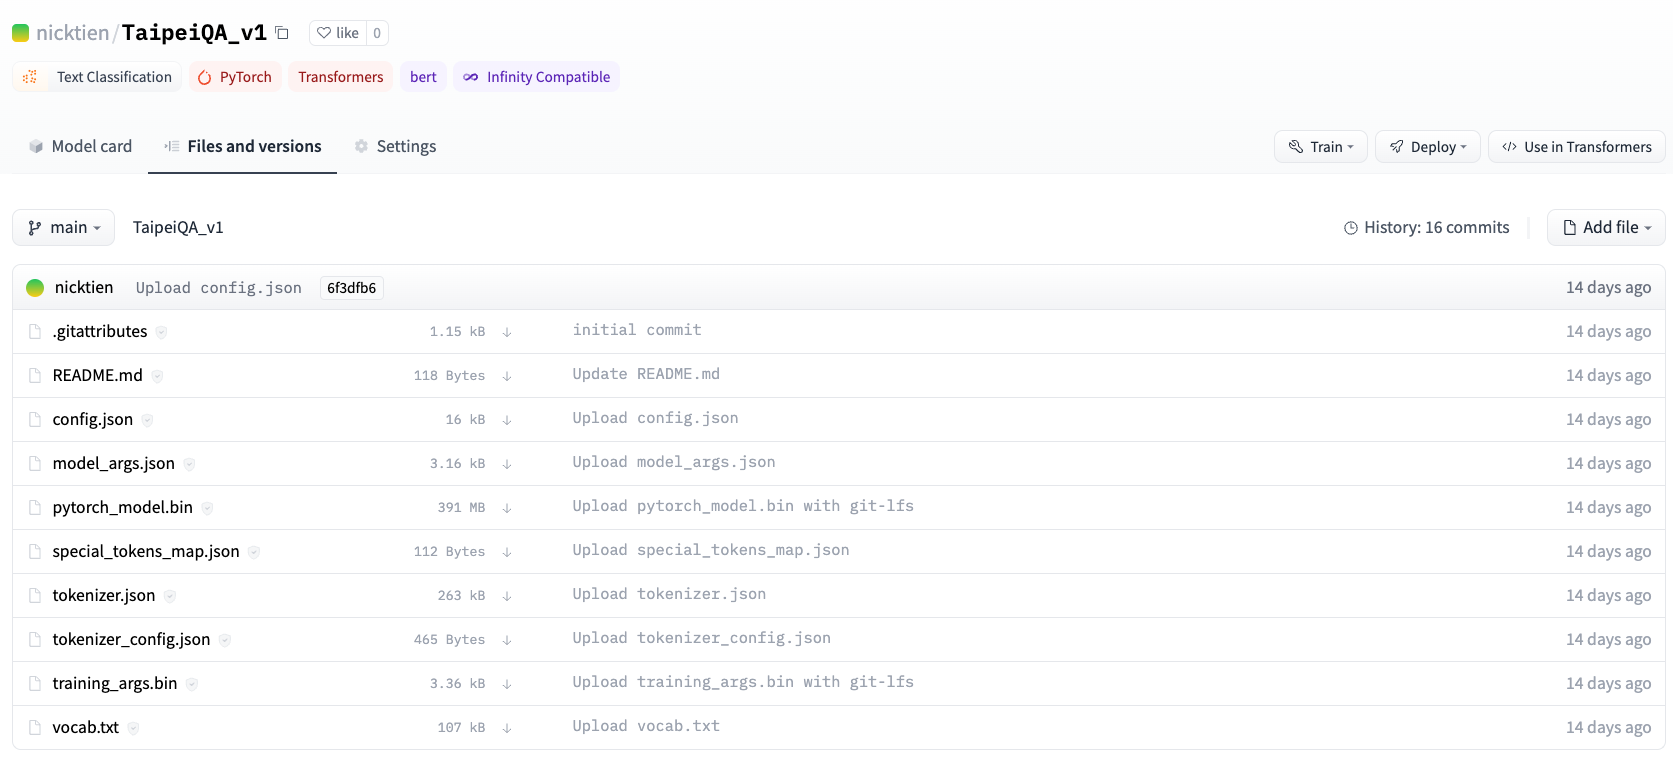 nicktien/TaipeiQA_v1 like 0
Text Classification PyTorch Transformers bert Infinity Compatible
Model card Files and versions Settings Train Deploy Use in Transformers
main TaipeiQA_v1 History: 16 commits Add file
nicktien Upload config.json 6f3dfb6 14 days ago
.gitattributes 1.15 kB initial commit 14 days ago
README.md 118 Bytes Update README.md 14 days ago
config.json 16 kB Upload config.json 14 days ago
model_args.json 3.16 kB Upload model_args.json 14 days ago
pytorch_model.bin 391 MB Upload pytorch_model.bin with git-lfs 14 days ago
special_tokens_map.json 112 Bytes Upload special_tokens_map.json 14 days ago
tokenizer.json 263 kB Upload tokenizer.json 14 days ago
tokenizer_config.json 465 Bytes Upload tokenizer_config.json 14 days ago
training_args.bin 3.36 kB Upload training_args.bin with git-lfs 14 days ago
vocab.txt 107 kB Upload vocab.txt 14 days ago